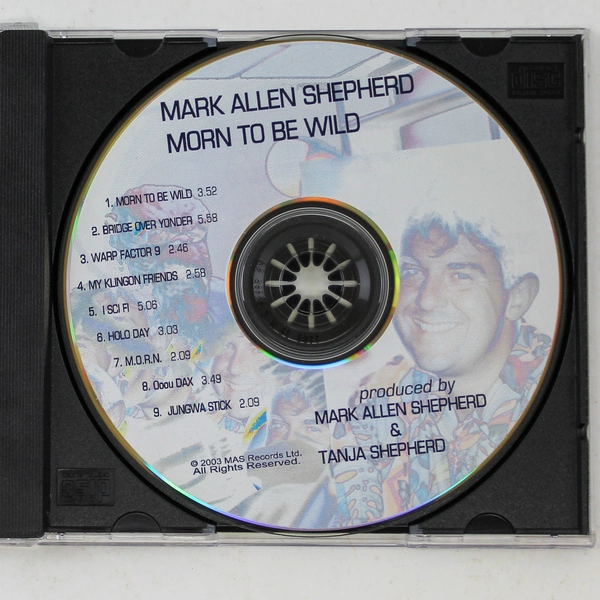 MARK ALLEN SHEPHERD
MORN TO BE WILD
1. MORN TO BE WILD 3.52
2. BRIDGE OVER YONDER 5.58
3. WARP FACTOR 9 2.46
4. MY KLINGON FRIENDS 2.58
5. I SCI FI 5.06
6. HOLO DAY 3.03
7. M.O.R.N. 2.09
8. Ooou DAX 3.49
9. JUNGWA STICK 2.09
produced by
MARK ALLEN SHEPHERD
&
TANJA SHEPHERD
© 2003 MAS Records Ltd.
All Rights Reserved.